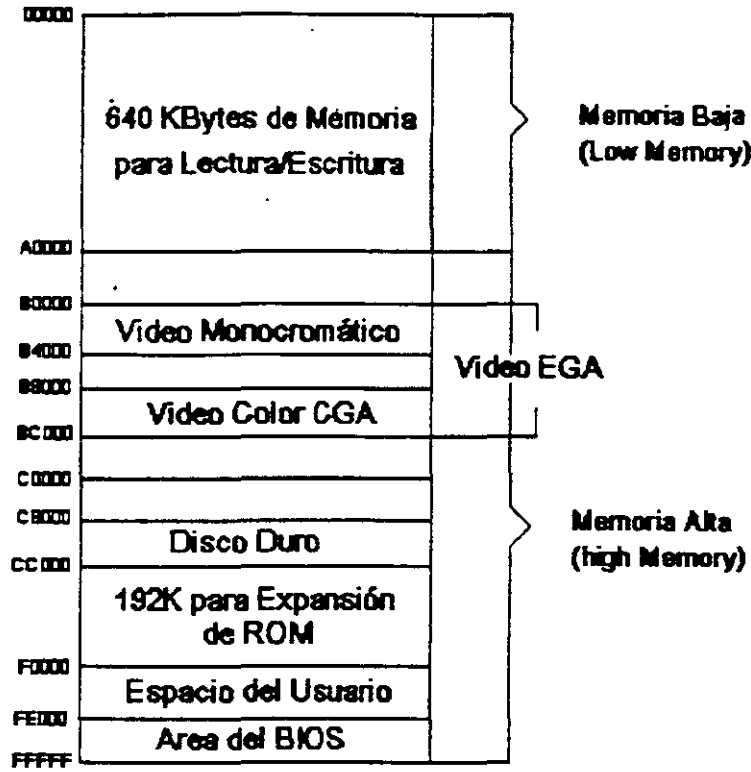 00000
640 KBytes de Memoria
para Lectura/Escritura
Memoria Baja
(Low Memory)
A0000
B0000
Video Monocromático
B4000
Video EGA
B8000
Video Color CGA
BC000
C0000
C8000
Disco Duro
Memoria Alta
(high Memory)
CC000
192K para Expansión
de ROM
F0000
Espacio del Usuario
FE000
Area del BIOS
FFFFF